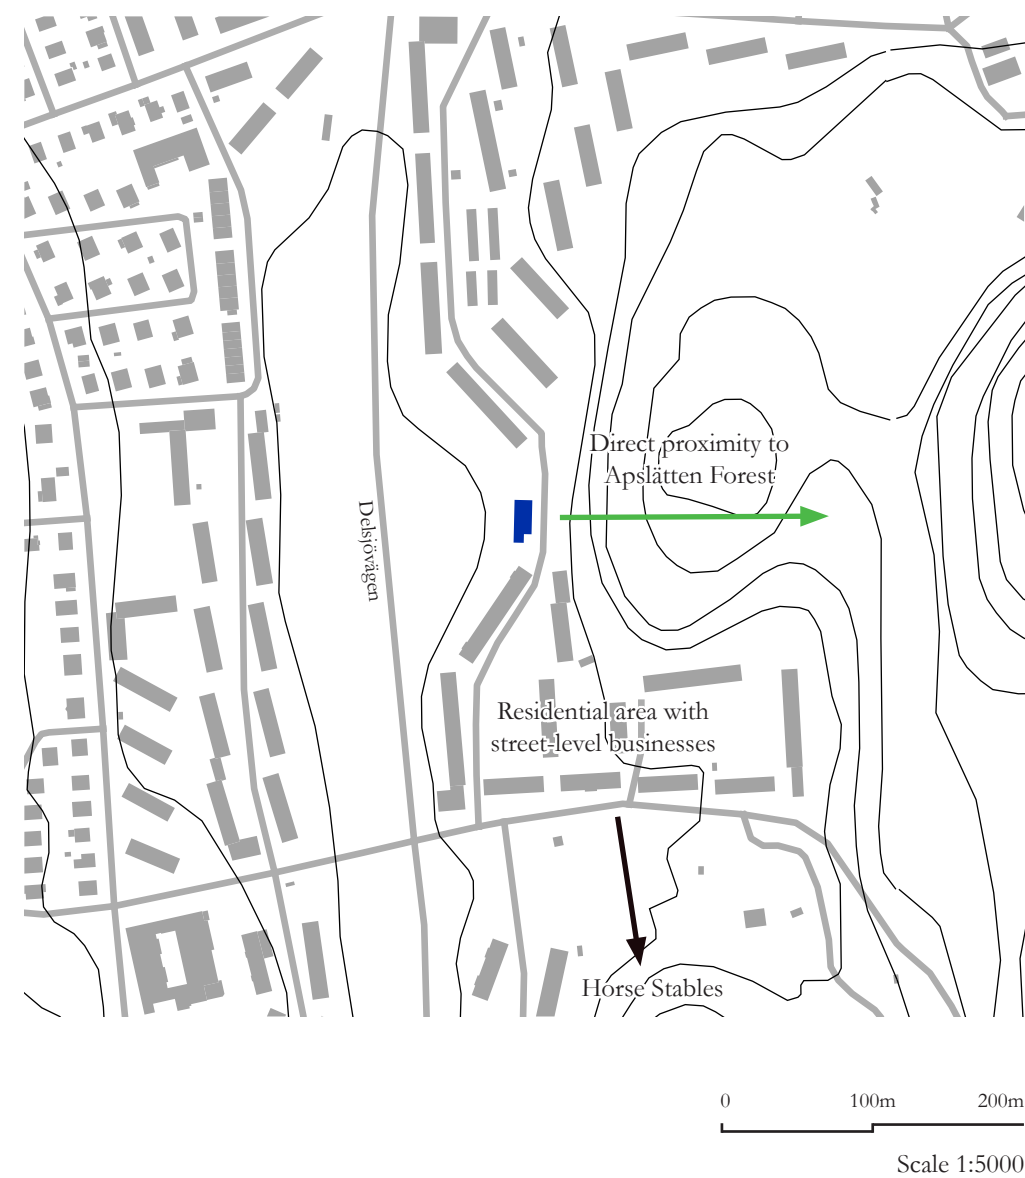 Direct proximity to
Apslätten Forest
Delsjövägen
Residential area with
street-level businesses
Horse Stables
0 100m 200m
Scale 1:5000